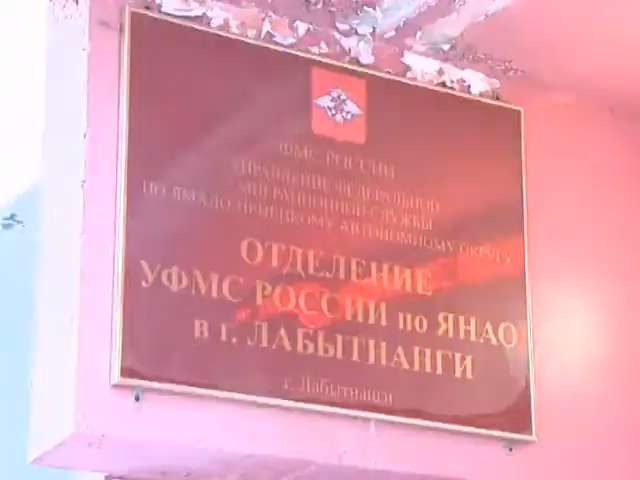 ФМС РОССИИ
УПРАВЛЕНИЕ ФЕДЕРАЛЬНОЙ
МИГРАЦИОННОЙ СЛУЖБЫ
ПО ЯМАЛО-НЕНЕЦКОМУ АВТОНОМНОМУ ОКРУГУ
ОТДЕЛЕНИЕ
УФМС РОССИИ по ЯНАО
в г. ЛАБЫТНАНГИ
г. Лабытнанги